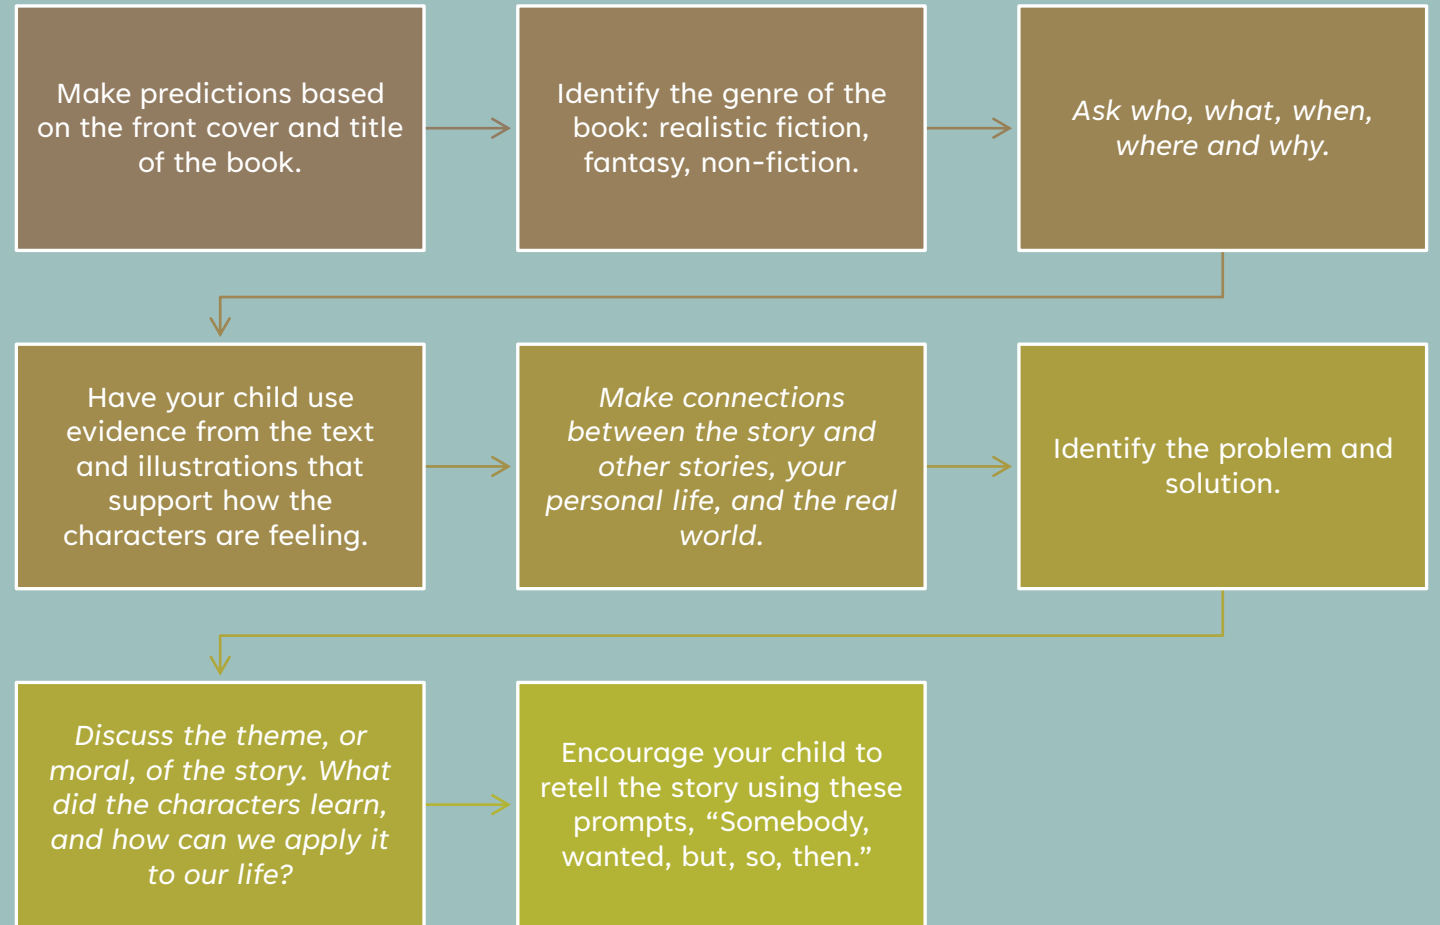 Make predictions based
on the front cover and title
of the book.
Identify the genre of the
book: realistic fiction,
fantasy, non-fiction.
Ask who, what, when,
where and why.
Have your child use
evidence from the text
and illustrations that
support how the
characters are feeling.
Make connections
between the story and
other stories, your
personal life, and the real
world.
Identify the problem and
solution.
Discuss the theme, or
moral, of the story. What
did the characters learn,
and how can we apply it
to our life?
Encourage your child to
retell the story using these
prompts, “Somebody,
wanted, but, so, then.”